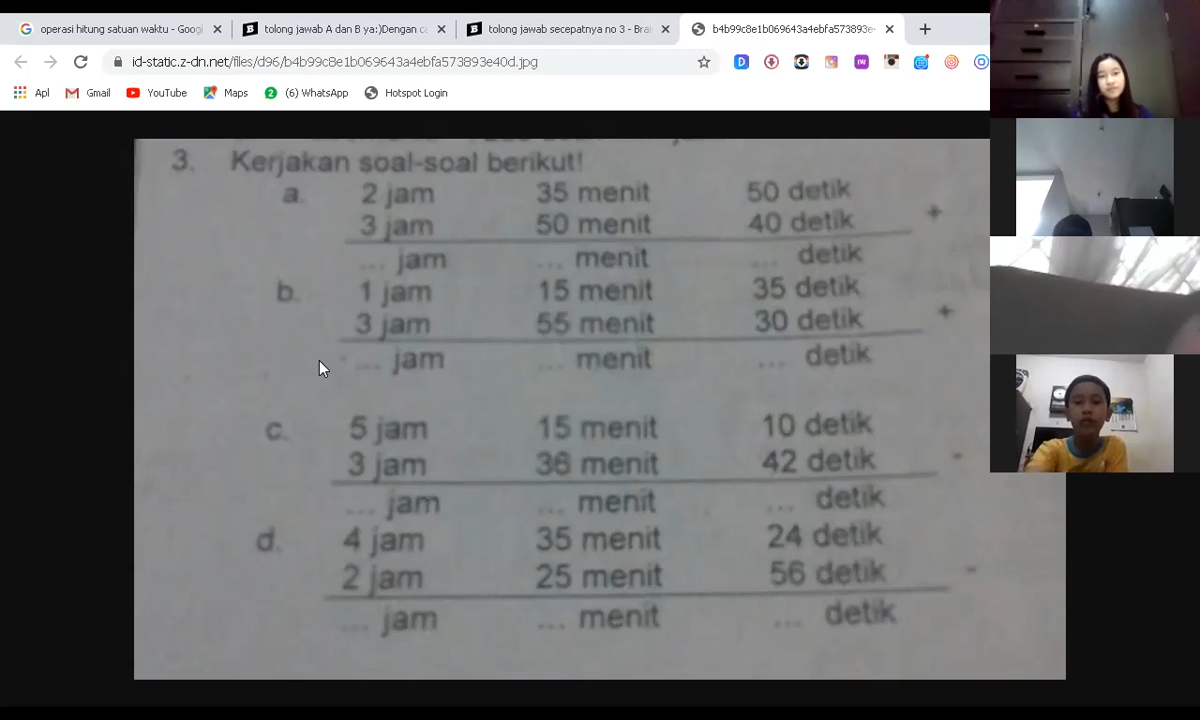 operasi hitung satuan waktu - Goog
tolong jawab A dan B ya:)Dengan ca
tolong jawab secepatnya no 3 - Brai
b4b99c8e1b069643a4ebfa573893e
id-static.z-dn.net/files/d96/b4b99c8e1b069643a4ebfa573893e40d.jpg
Apl Gmail YouTube Maps (6) WhatsApp Hotspot Login
3. Kerjakan soal-soal berikut!
a. 2 jam 35 menit 50 detik
3 jam 50 menit 40 detik +
... jam ... menit ... detik
b. 1 jam 15 menit 35 detik
3 jam 55 menit 30 detik +
... jam ... menit ... detik
c. 5 jam 15 menit 10 detik
3 jam 36 menit 42 detik -
... jam ... menit ... detik
d. 4 jam 35 menit 24 detik
2 jam 25 menit 56 detik -
... jam ... menit ... detik